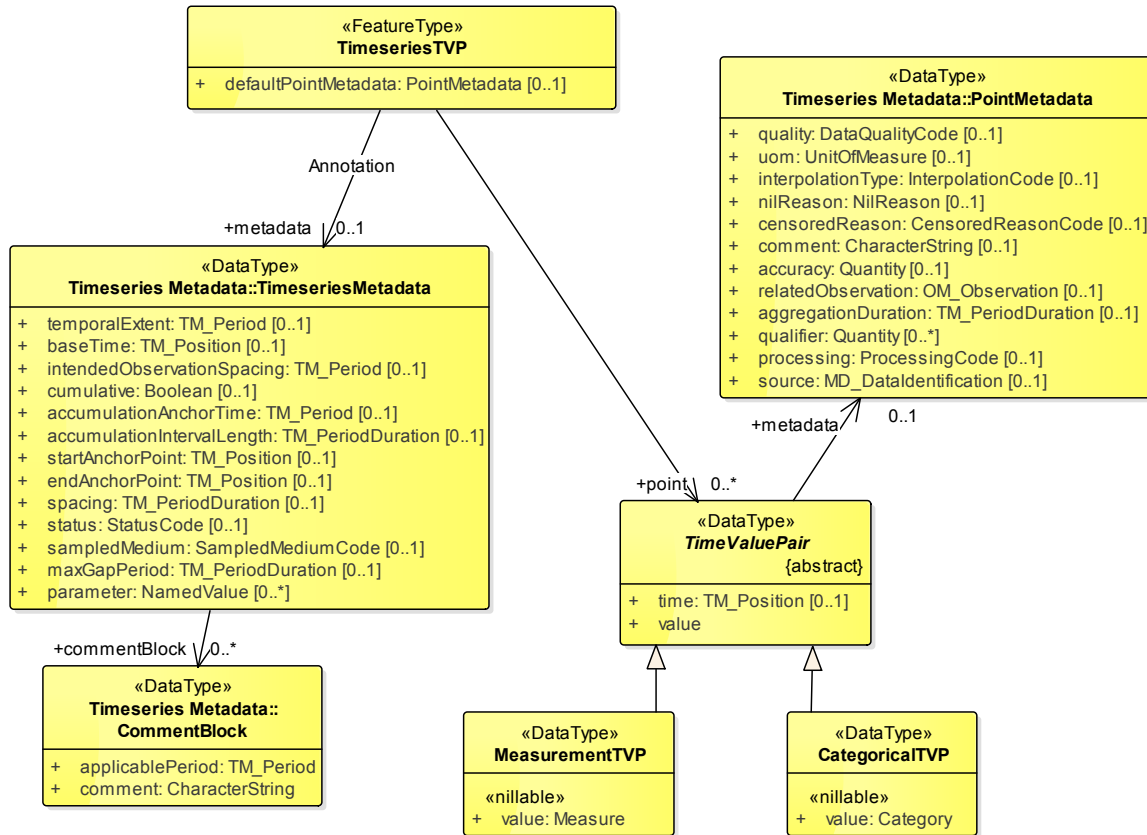 «FeatureType»
TimeseriesTVP
+ defaultPointMetadata: PointMetadata [0..1]
«DataType»
Timeseries Metadata::PointMetadata
+ quality: DataQualityCode [0..1]
+ uom: UnitOfMeasure [0..1]
+ interpolationType: InterpolationCode [0..1]
+ nilReason: NilReason [0..1]
+ censoredReason: CensoredReasonCode [0..1]
+ comment: CharacterString [0..1]
+ accuracy: Quantity [0..1]
+ relatedObservation: OM_Observation [0..1]
+ aggregationDuration: TM_PeriodDuration [0..1]
+ qualifier: Quantity [0..*]
+ processing: ProcessingCode [0..1]
+ source: MD_DataIdentification [0..1]
Annotation
+metadata 0..1
«DataType»
Timeseries Metadata::TimeseriesMetadata
+ temporalExtent: TM_Period [0..1]
+ baseTime: TM_Position [0..1]
+ intendedObservationSpacing: TM_Period [0..1]
+ cumulative: Boolean [0..1]
+ accumulationAnchorTime: TM_Period [0..1]
+ accumulationIntervalLength: TM_PeriodDuration [0..1]
+ startAnchorPoint: TM_Position [0..1]
+ endAnchorPoint: TM_Position [0..1]
+ spacing: TM_PeriodDuration [0..1]
+ status: StatusCode [0..1]
+ sampledMedium: SampledMediumCode [0..1]
+ maxGapPeriod: TM_PeriodDuration [0..1]
+ parameter: NamedValue [0..*]
+metadata 0..1
+point 0..*
«DataType»
TimeValuePair
{abstract}
+ time: TM_Position [0..1]
+ value
+commentBlock 0..*
«DataType»
Timeseries Metadata::
CommentBlock
+ applicablePeriod: TM_Period
+ comment: CharacterString
«DataType»
MeasurementTVP
«nillable»
+ value: Measure
«DataType»
CategoricalTVP
«nillable»
+ value: Category